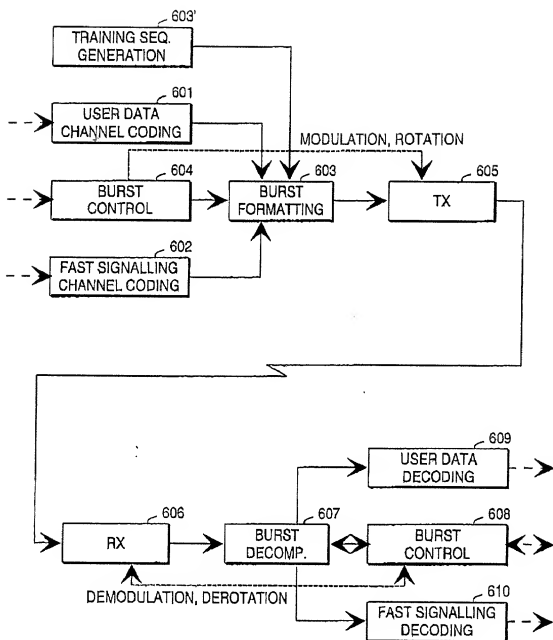 603'
TRAINING SEQ.
GENERATION
601
USER DATA
CHANNEL CODING
MODULATION, ROTATION
604
BURST
CONTROL
603
BURST
FORMATTING
605
TX
602
FAST SIGNALLING
CHANNEL CODING
609
USER DATA
DECODING
606
RX
607
BURST
DECOMP.
608
BURST
CONTROL
DEMODULATION, DEROTATION
610
FAST SIGNALLING
DECODING